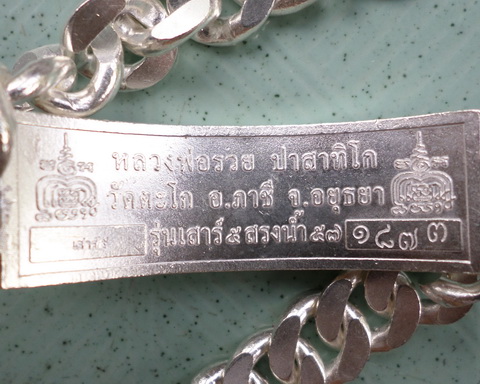 หลวงพ่อรวย ปาสาทิโก
วัดตะโก อ.ภาชี จ.อยุธยา
รุ่นเสาร์ ๕ สรงน้ำ ๕๗ ๑๘๗๓